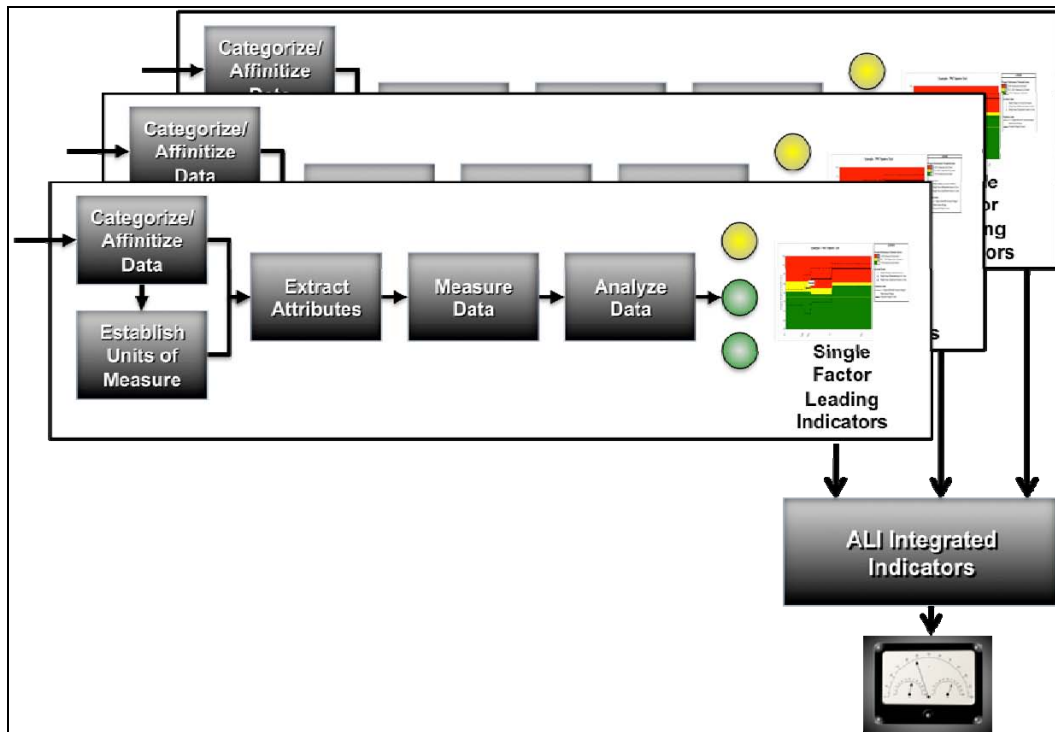 Categorize/
Affinitize
Data
Categorize/
Affinitize
Data
Categorize/
Affinitize
Data
Establish
Units of
Measure
Extract
Attributes
Measure
Data
Analyze
Data
Single
Factor
Leading
Indicators
ALI Integrated
Indicators